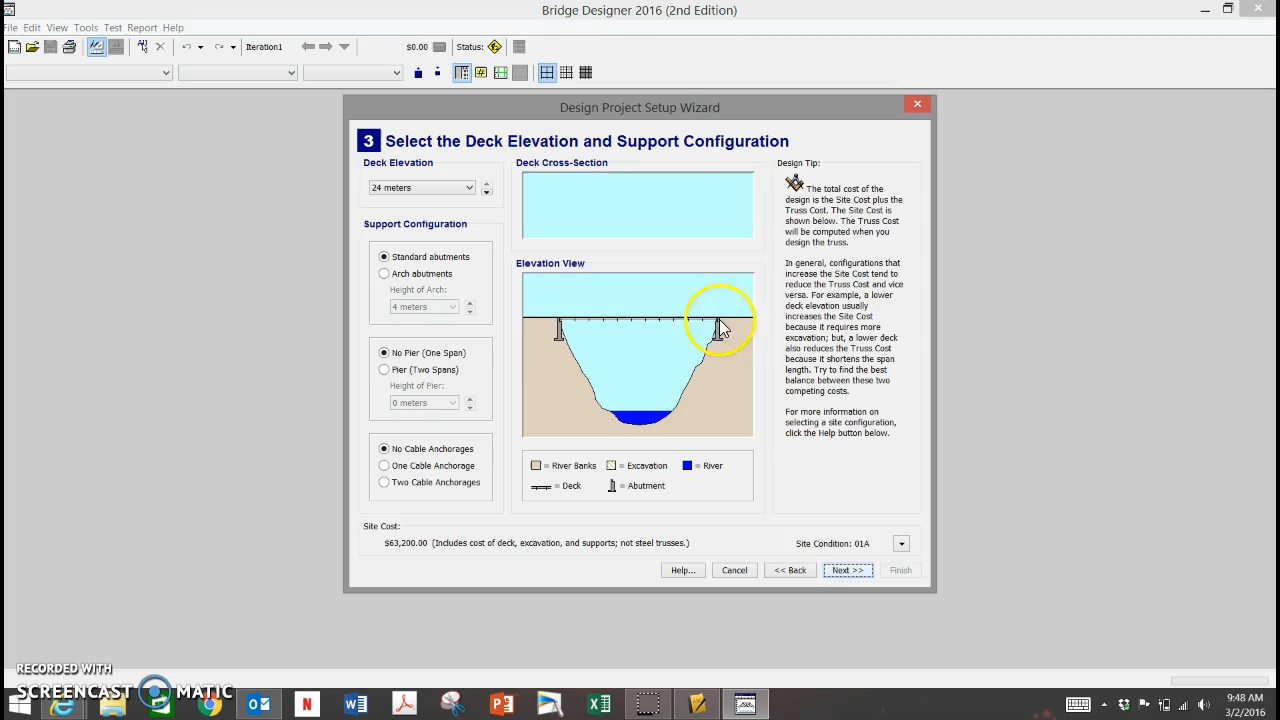 Bridge Designer 2016 (2nd Edition)
File Edit View Tools Test Report Help
Iteration1 $0.00 Status:
Design Project Setup Wizard
3 Select the Deck Elevation and Support Configuration
Deck Elevation
24 meters
Support Configuration
Standard abutments
Arch abutments
Height of Arch:
4 meters
No Pier (One Span)
Pier (Two Spans)
Height of Pier:
0 meters
No Cable Anchorages
One Cable Anchorage
Two Cable Anchorages
Deck Cross-Section
Elevation View
= River Banks = Excavation = River
= Deck = Abutment
Design Tip:
The total cost of the
design is the Site Cost plus the
Truss Cost. The Site Cost is
shown below. The Truss Cost
will be computed when you
design the truss.
In general, configurations that
increase the Site Cost tend to
reduce the Truss Cost and vice
versa. For example, a lower
deck elevation usually
increases the Site Cost
because it requires more
excavation; but, a lower deck
also reduces the Truss Cost
because it shortens the span
length. Try to find the best
balance between these two
competing costs.
For more information on
selecting a site configuration,
click the Help button below.
Site Cost:
$63,200.00 (Includes cost of deck, excavation, and supports; not steel trusses.) Site Condition: 01A
Help... Cancel << Back Next >> Finish
RECORDED WITH
SCREENCAST MATIC
9:48 AM
3/2/2016